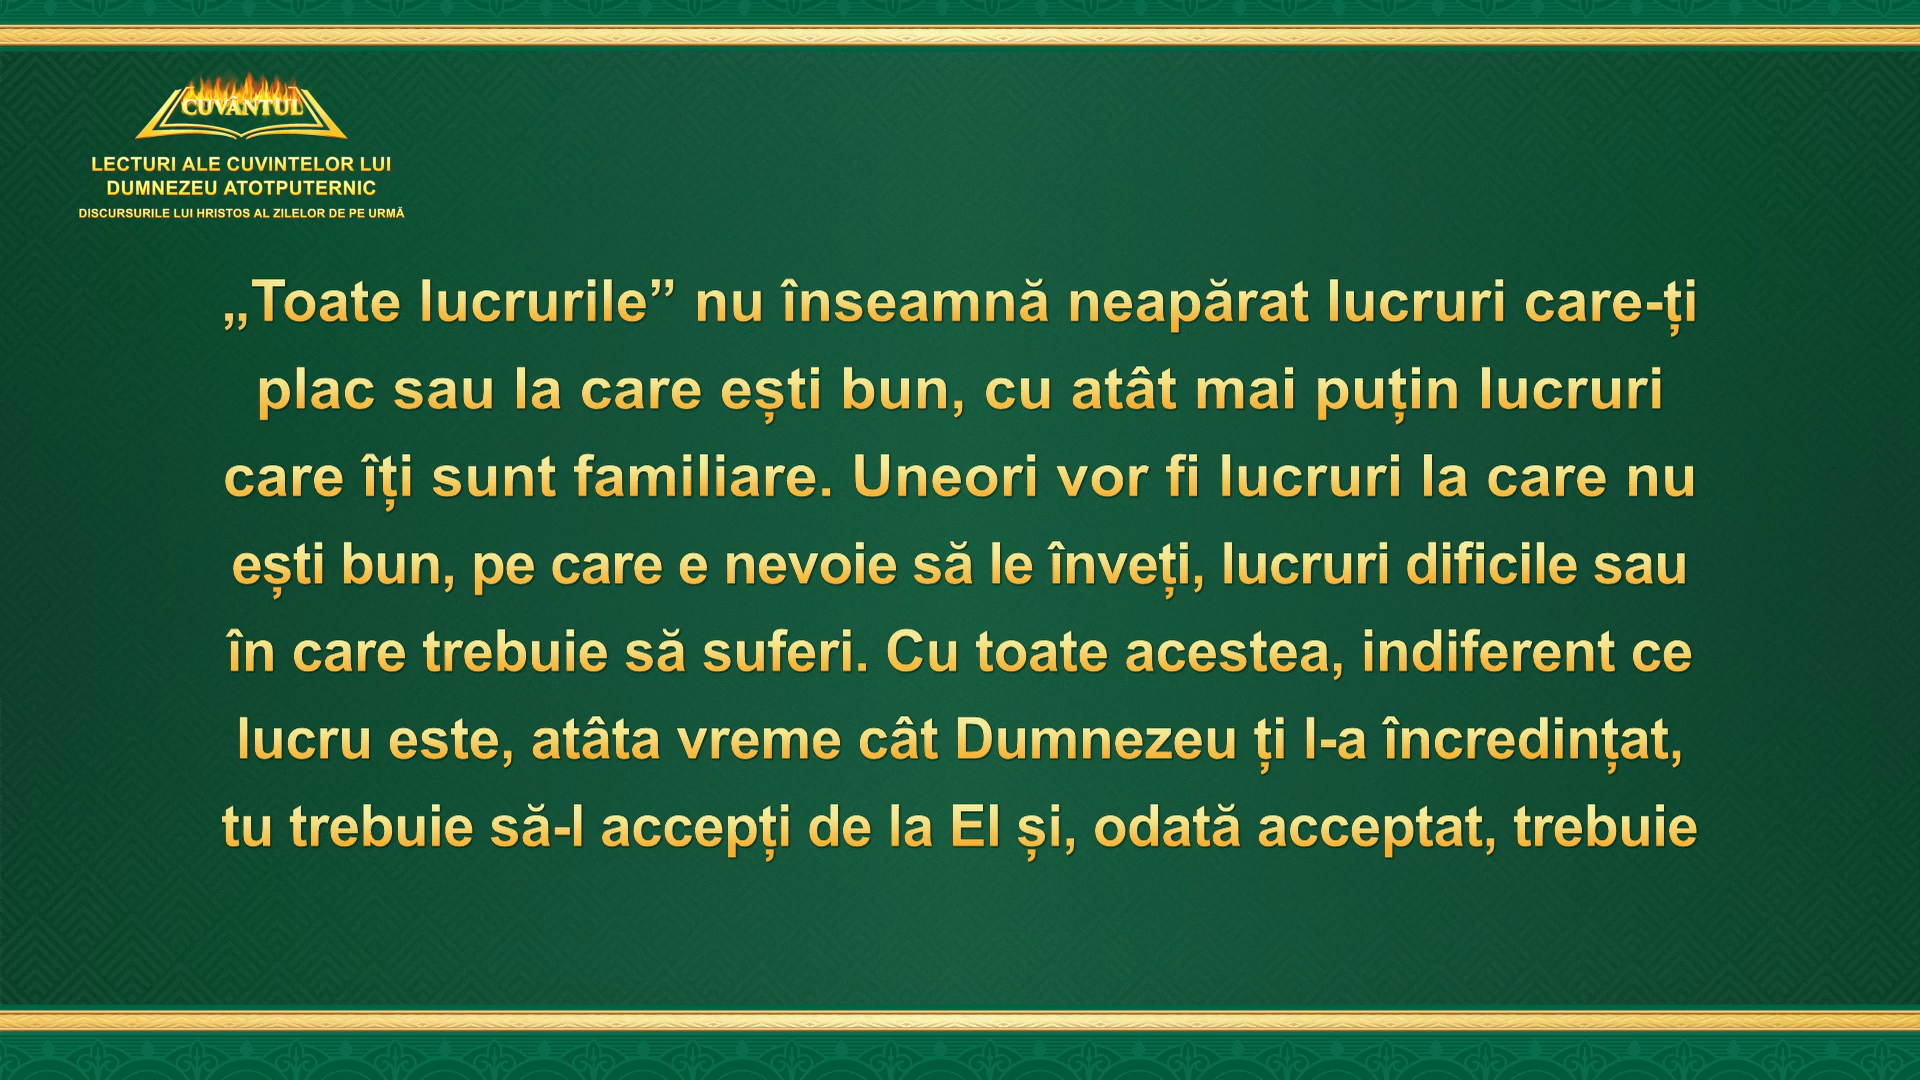 CUVÂNTUL
LECTURI ALE CUVINTELOR LUI
DUMNEZEU ATOTPUTERNIC
DISCURSURILE LUI HRISTOS AL ZILELOR DE PE URMĂ
„Toate lucrurile” nu înseamnă neapărat lucruri care-ți
plac sau la care ești bun, cu atât mai puțin lucruri
care îți sunt familiare. Uneori vor fi lucruri la care nu
ești bun, pe care e nevoie să le înveți, lucruri dificile sau
în care trebuie să suferi. Cu toate acestea, indiferent ce
lucru este, atâta vreme cât Dumnezeu ți l-a încredințat,
tu trebuie să-l accepți de la El și, odată acceptat, trebuie